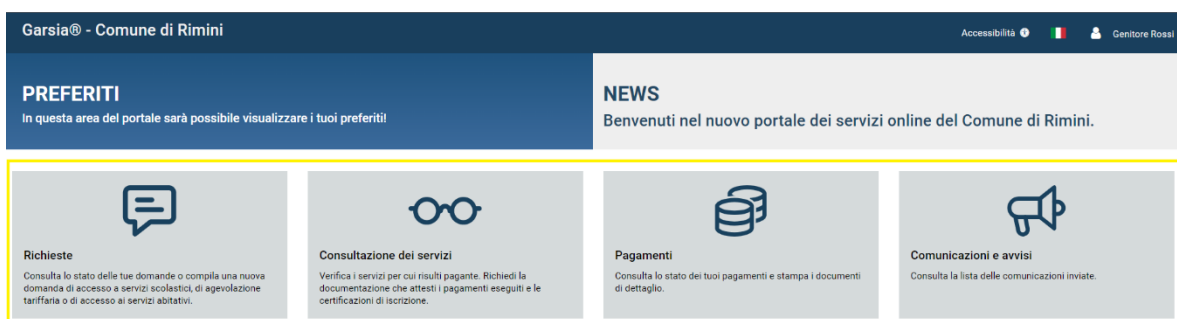 Garsia® - Comune di Rimini
Accessibilità
Genitore Rossi
PREFERITI
In questa area del portale sarà possibile visualizzare i tuoi preferiti!
NEWS
Benvenuti nel nuovo portale dei servizi online del Comune di Rimini.
Richieste
Consulta lo stato delle tue domande o compila una nuova
domanda di accesso a servizi scolastici, di agevolazione
tariffaria o di accesso ai servizi abitativi.
Consultazione dei servizi
Verifica i servizi per cui risulti pagante. Richiedi la
documentazione che attesti i pagamenti eseguiti e le
certificazioni di iscrizione.
Pagamenti
Consulta lo stato dei tuoi pagamenti e stampa i documenti
di dettaglio.
Comunicazioni e avvisi
Consulta la lista delle comunicazioni inviate.